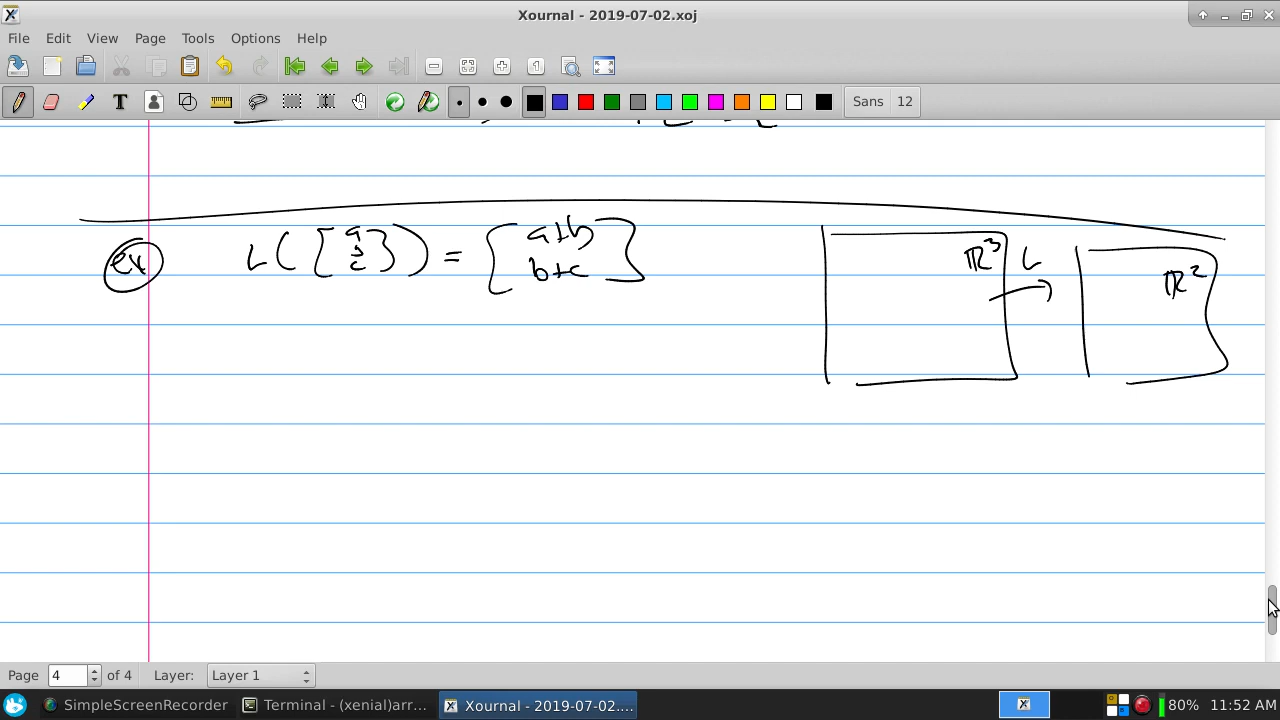 Xournal - 2019-07-02.xoj
File Edit View Page Tools Options Help
Sans 12
ex L([a b c]) = [a+b b+c]
ℝ³ L ℝ²
Page 4 of 4 Layer: Layer 1
SimpleScreenRecorder Terminal - (xenial)arr... Xournal - 2019-07-02.... 80% 11:52 AM